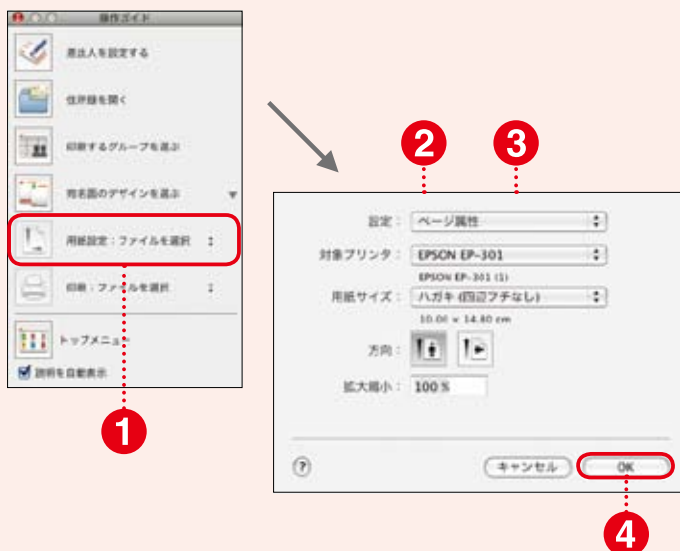 操作ガイド
差出人を設定する
住所録を開く
印刷するグループを選ぶ
宛名面のデザインを選ぶ
用紙設定：ファイルを選択
印刷：ファイルを選択
トップメニュー
説明を自動表示
1
2 3
設定： ページ属性
対象プリンタ： EPSON EP-301
EPSON EP-301 (1)
用紙サイズ： ハガキ (四辺フチなし)
10.00 × 14.80 cm
方向：
拡大縮小： 100 %
?
キャンセル OK
4